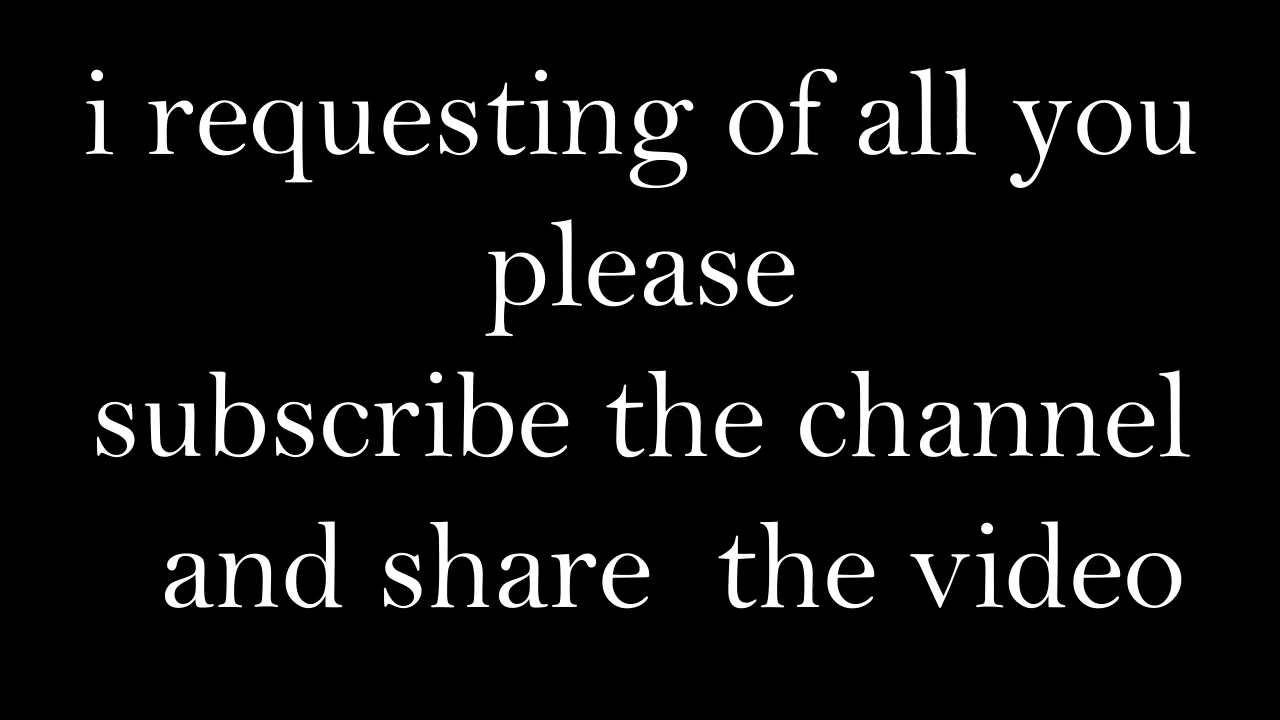 i requesting of all you
please
subscribe the channel
and share the video